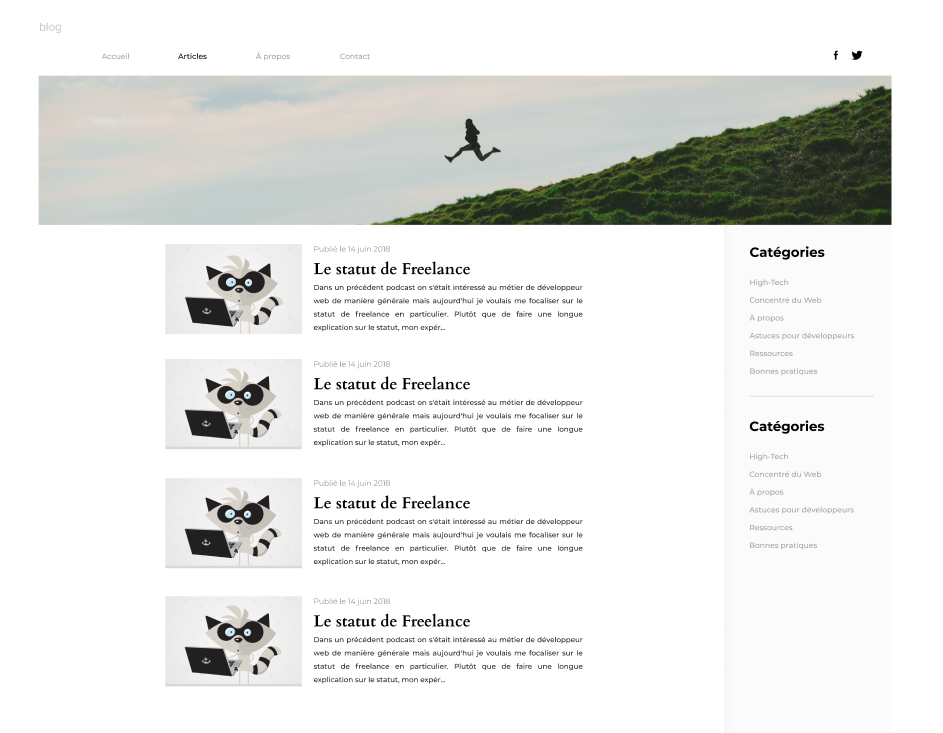 blog
Accueil Articles À propos Contact
Publié le 14 juin 2018
Le statut de Freelance
Dans un précédent podcast on s'était intéressé au métier de développeur
web de manière générale mais aujourd'hui je voulais me focaliser sur le
statut de freelance en particulier. Plutôt que de faire une longue
explication sur le statut, mon expér...
Publié le 14 juin 2018
Le statut de Freelance
Dans un précédent podcast on s'était intéressé au métier de développeur
web de manière générale mais aujourd'hui je voulais me focaliser sur le
statut de freelance en particulier. Plutôt que de faire une longue
explication sur le statut, mon expér...
Publié le 14 juin 2018
Le statut de Freelance
Dans un précédent podcast on s'était intéressé au métier de développeur
web de manière générale mais aujourd'hui je voulais me focaliser sur le
statut de freelance en particulier. Plutôt que de faire une longue
explication sur le statut, mon expér...
Publié le 14 juin 2018
Le statut de Freelance
Dans un précédent podcast on s'était intéressé au métier de développeur
web de manière générale mais aujourd'hui je voulais me focaliser sur le
statut de freelance en particulier. Plutôt que de faire une longue
explication sur le statut, mon expér...
Catégories
High-Tech
Concentré du Web
À propos
Astuces pour développeurs
Ressources
Bonnes pratiques
Catégories
High-Tech
Concentré du Web
À propos
Astuces pour développeurs
Ressources
Bonnes pratiques